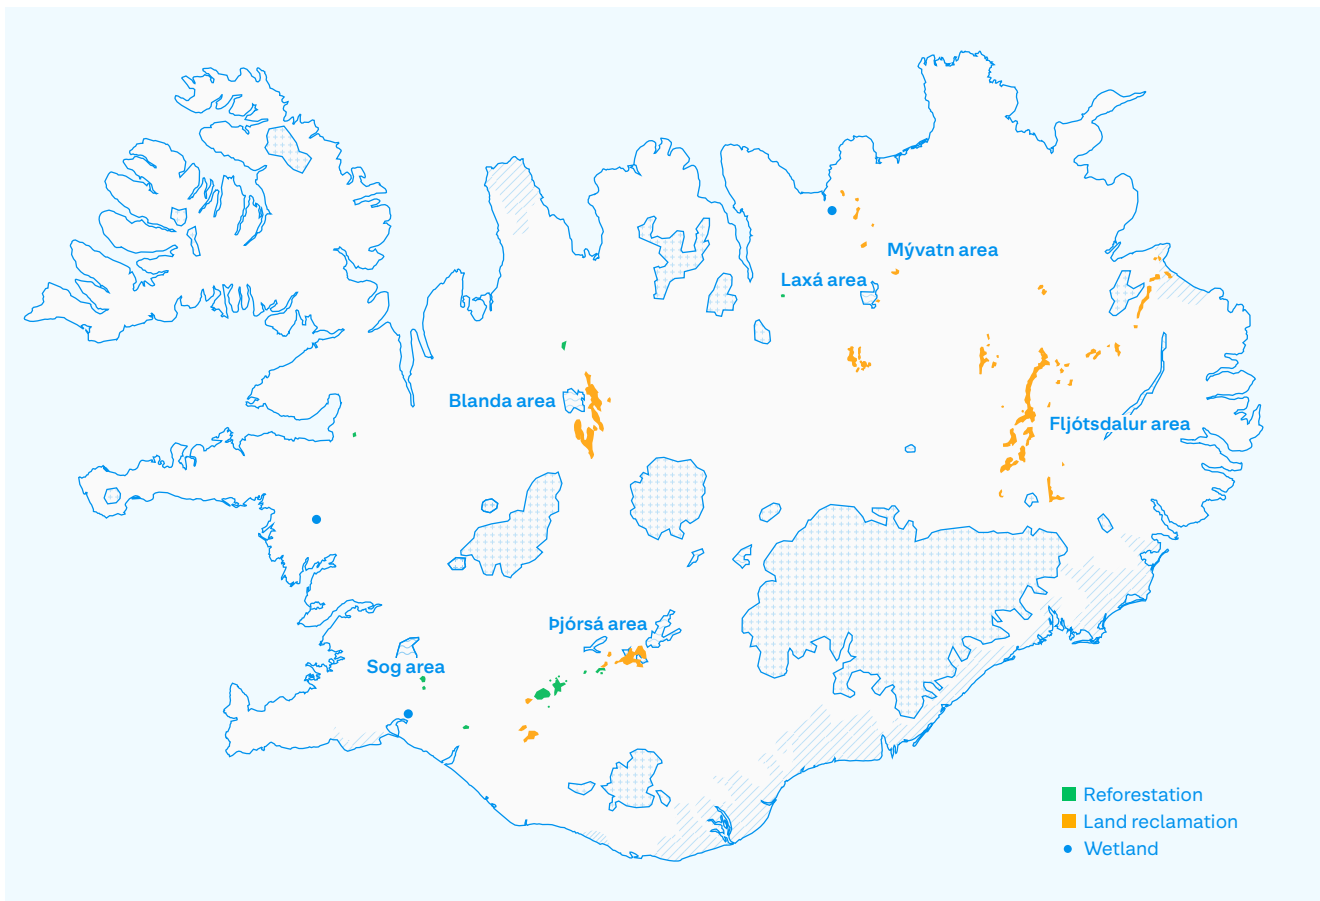 Mývatn area
Laxá area
Blanda area
Fljótsdalur area
Þjórsá area
Sog area
Reforestation
Land reclamation
Wetland